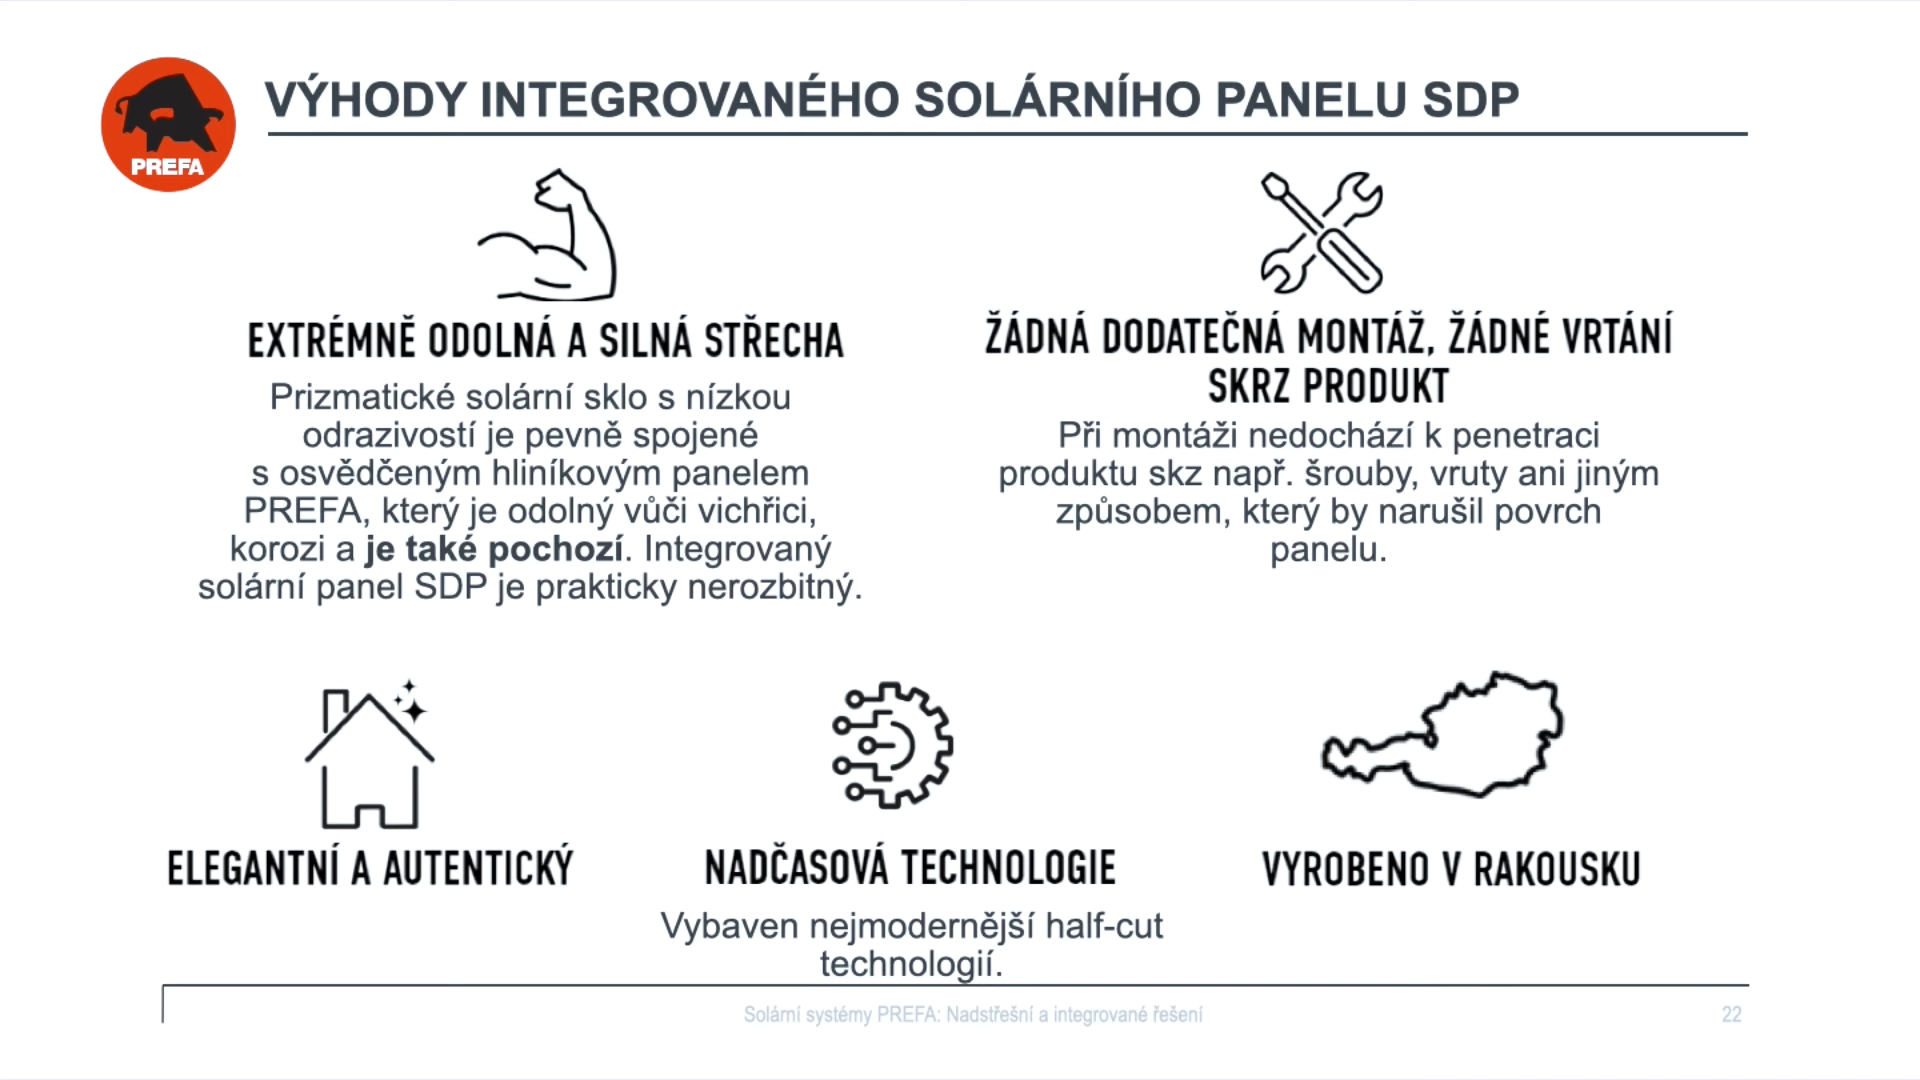 PREFA
VÝHODY INTEGROVANÉHO SOLÁRNÍHO PANELU SDP
EXTRÉMNĚ ODOLNÁ A SILNÁ STŘECHA
Prizmatické solární sklo s nízkou
odrazivostí je pevně spojené
s osvědčeným hliníkovým panelem
PREFA, který je odolný vůči vichřici,
korozi a je také pochozí. Integrovaný
solární panel SDP je prakticky nerozbitný.
ŽÁDNÁ DODATEČNÁ MONTÁŽ, ŽÁDNÉ VRTÁNÍ
SKRZ PRODUKT
Při montáži nedochází k penetraci
produktu skz např. šrouby, vruty ani jiným
způsobem, který by narušil povrch
panelu.
ELEGANTNÍ A AUTENTICKÝ
NADČASOVÁ TECHNOLOGIE
Vybaven nejmodernější half-cut
technologií.
VYROBENO V RAKOUSKU
Solární systémy PREFA: Nadstřešní a integrované řešení
22